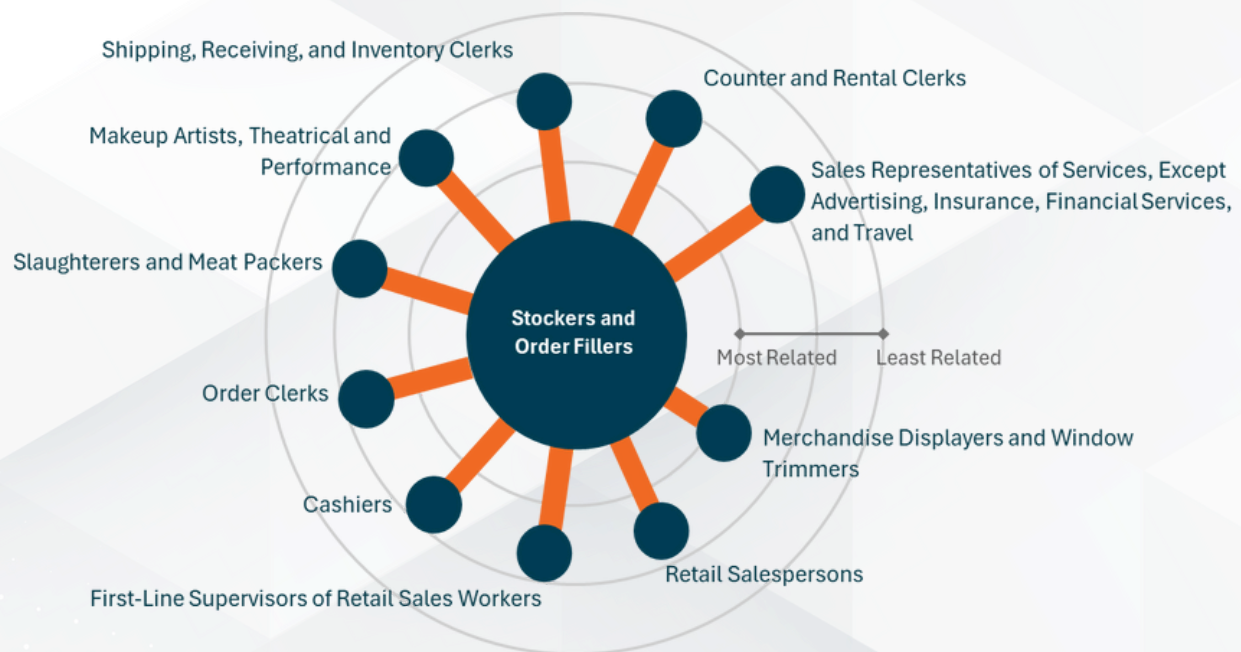 Shipping, Receiving, and Inventory Clerks
Counter and Rental Clerks
Makeup Artists, Theatrical and
Performance
Sales Representatives of Services, Except
Advertising, Insurance, Financial Services,
and Travel
Slaughterers and Meat Packers
Stockers and
Order Fillers
Most Related
Least Related
Order Clerks
Merchandise Displayers and Window
Trimmers
Cashiers
Retail Salespersons
First-Line Supervisors of Retail Sales Workers